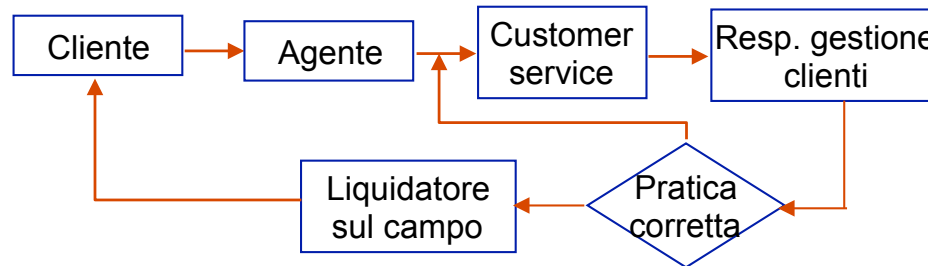 Cliente
Agente
Customer
service
Resp. gestione
clienti
Liquidatore
sul campo
Pratica
corretta